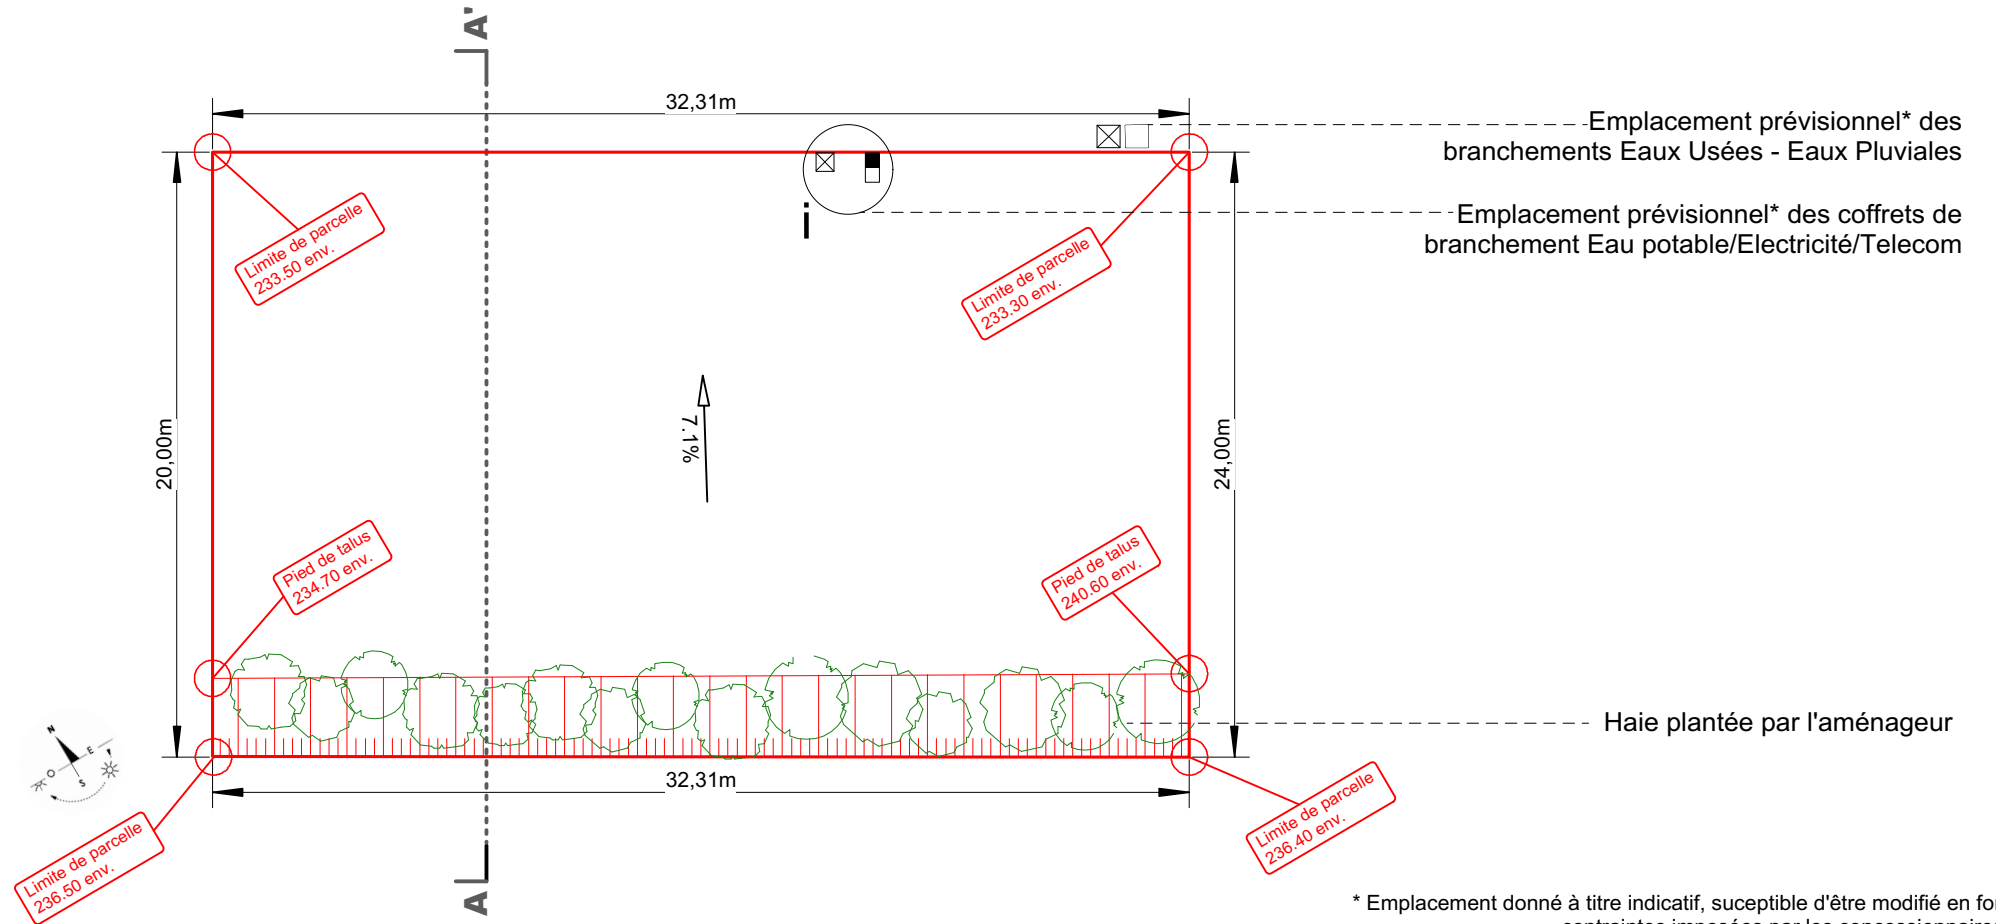 A'
32,31m
Emplacement prévisionnel* des
branchements Eaux Usées - Eaux Pluviales
Emplacement prévisionnel* des coffrets de
branchement Eau potable/Electricité/Telecom
i
Limite de parcelle
233.50 env.
Limite de parcelle
233.30 env.
20,00m
7.1%
24,00m
Pied de talus
234.70 env.
Pied de talus
240.60 env.
Haie plantée par l'aménageur
N
E
O
S
32,31m
Limite de parcelle
236.50 env.
Limite de parcelle
236.40 env.
A
* Emplacement donné à titre indicatif, suceptible d'être modifié en fon